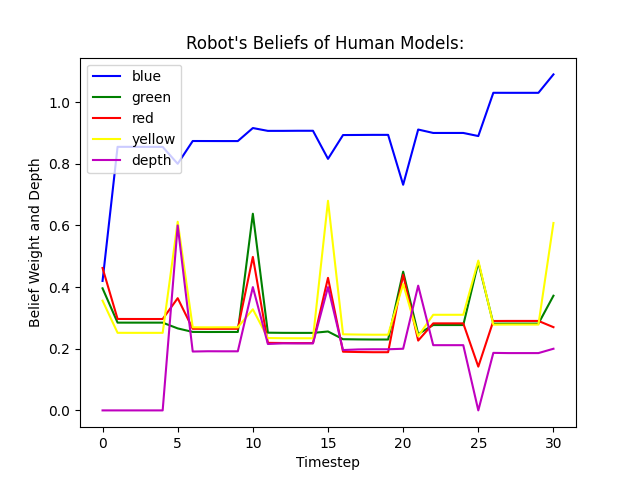 Robot's Beliefs of Human Models:
blue
green
red
yellow
depth
Belief Weight and Depth
1.0
0.8
0.6
0.4
0.2
0.0
0 5 10 15 20 25 30
Timestep